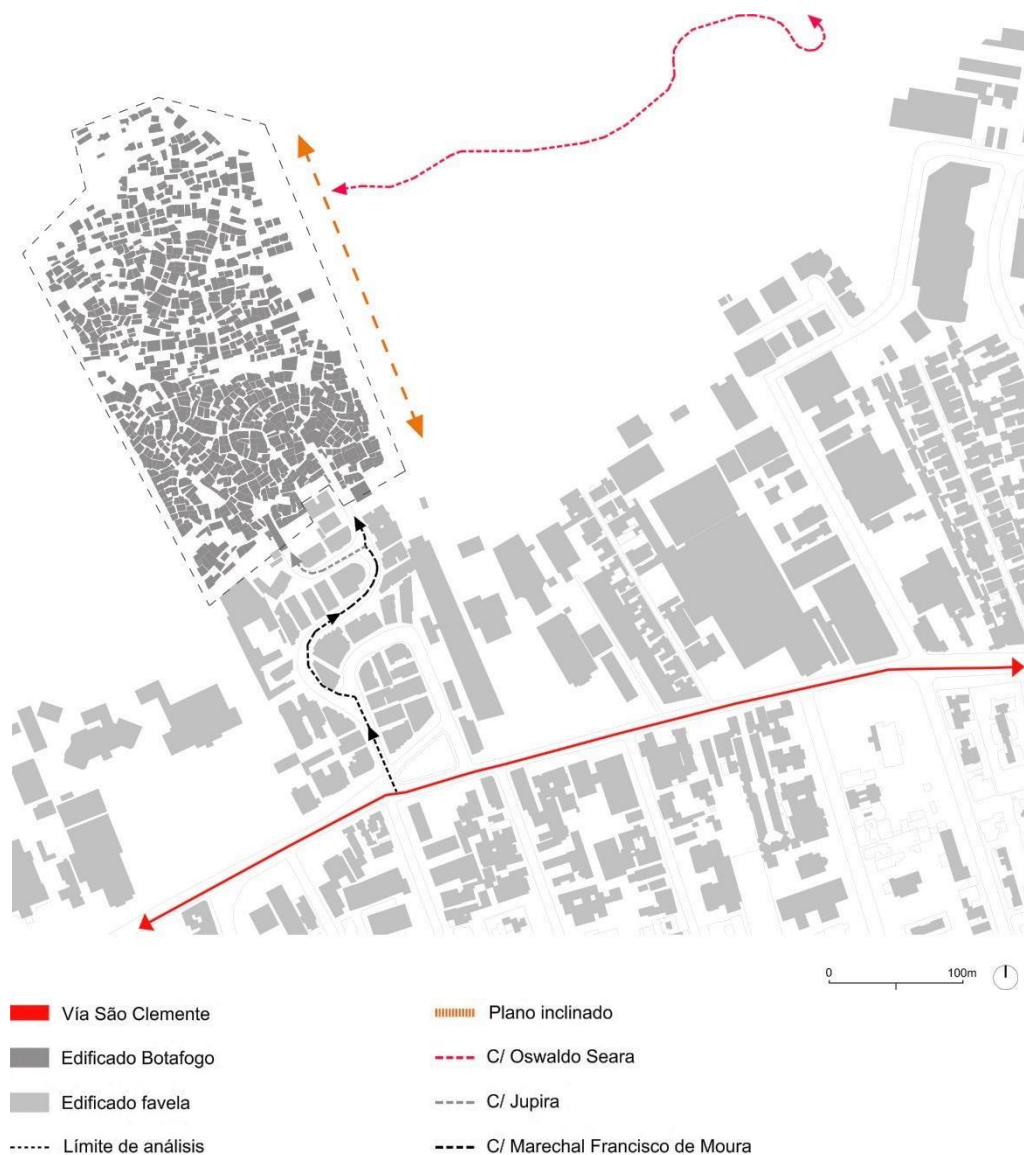 0 100m
Vía São Clemente
Plano inclinado
Edificado Botafogo
C/ Oswaldo Seara
Edificado favela
C/ Jupira
Límite de análisis
C/ Marechal Francisco de Moura